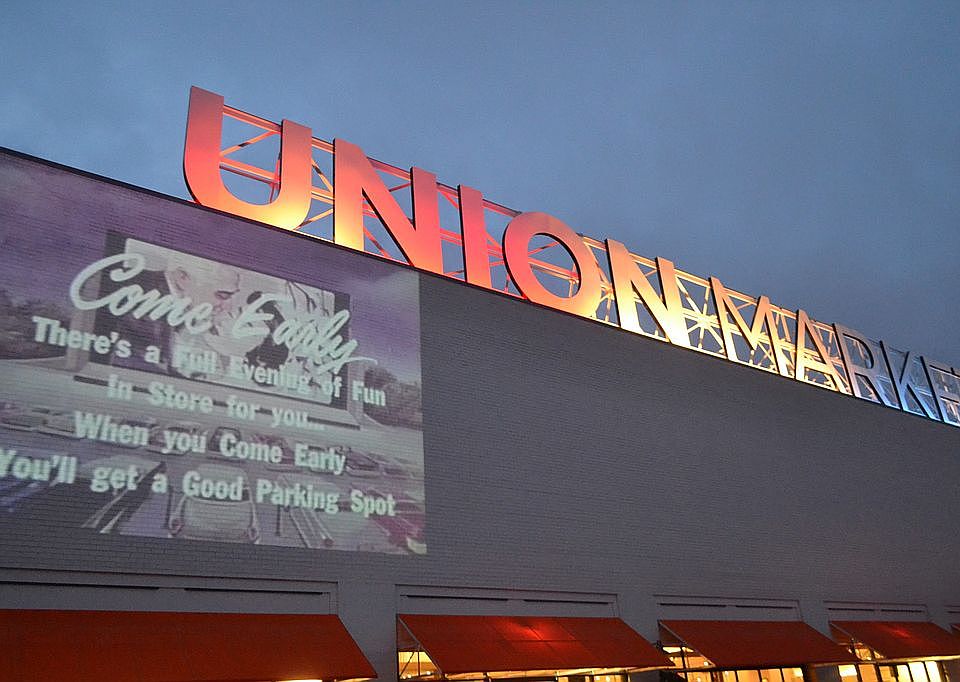 UNION MARKE
Come Early
There's a Full Evening of Fun
In Store for you...
When you Come Early
You'll get a Good Parking Spot